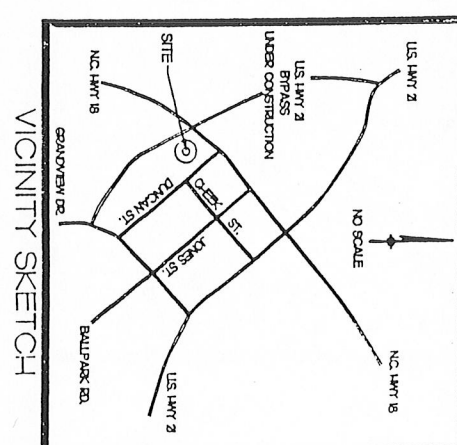 U.S. HWY 21
U.S. HWY 21
BYPASS
UNDER CONSTRUCTION
SITE
N.C. HWY 18
NO SCALE
CHEEK ST.
DUNCAN ST.
JONES ST.
N.C. HWY 18
GRANDVIEW DR.
BALLPARK RD.
U.S. HWY 21
VICINITY SKETCH